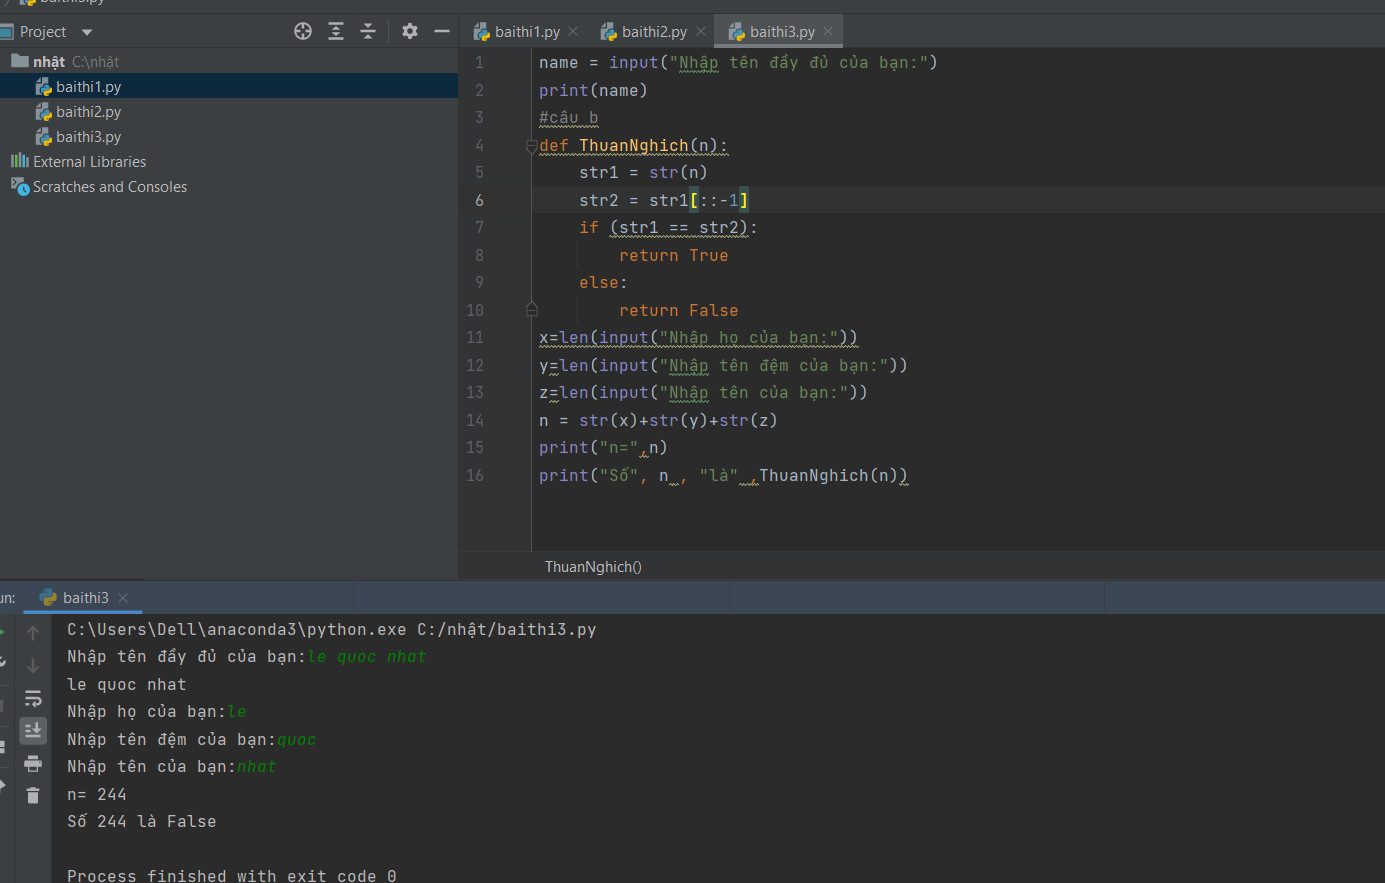 baithi3.py
Project
baithi1.py
baithi2.py
baithi3.py
nhật C:\nhật
baithi1.py
baithi2.py
baithi3.py
External Libraries
Scratches and Consoles
1 name = input("Nhập tên đầy đủ của bạn:")
2 print(name)
3 #câu b
4 def ThuanNghich(n):
5 str1 = str(n)
6 str2 = str1[::-1]
7 if (str1 == str2):
8 return True
9 else:
10 return False
11 x=len(input("Nhập họ của bạn:"))
12 y=len(input("Nhập tên đệm của bạn:"))
13 z=len(input("Nhập tên của bạn:"))
14 n = str(x)+str(y)+str(z)
15 print("n=",n)
16 print("Số", n , "là" ,ThuanNghich(n))
ThuanNghich()
un: baithi3
C:\Users\Dell\anaconda3\python.exe C:/nhật/baithi3.py
Nhập tên đầy đủ của bạn:le quoc nhat
le quoc nhat
Nhập họ của bạn:le
Nhập tên đệm của bạn:quoc
Nhập tên của bạn:nhat
n= 244
Số 244 là False
Process finished with exit code 0